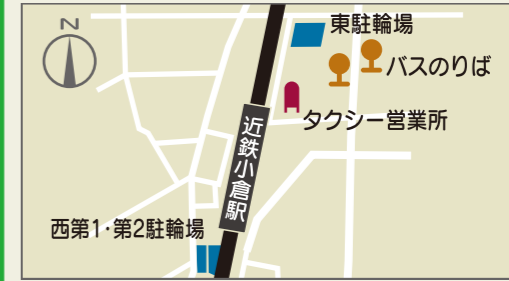 N
東駐輪場
バスのりば
タクシー営業所
近鉄小倉駅
西第1・第2駐輪場